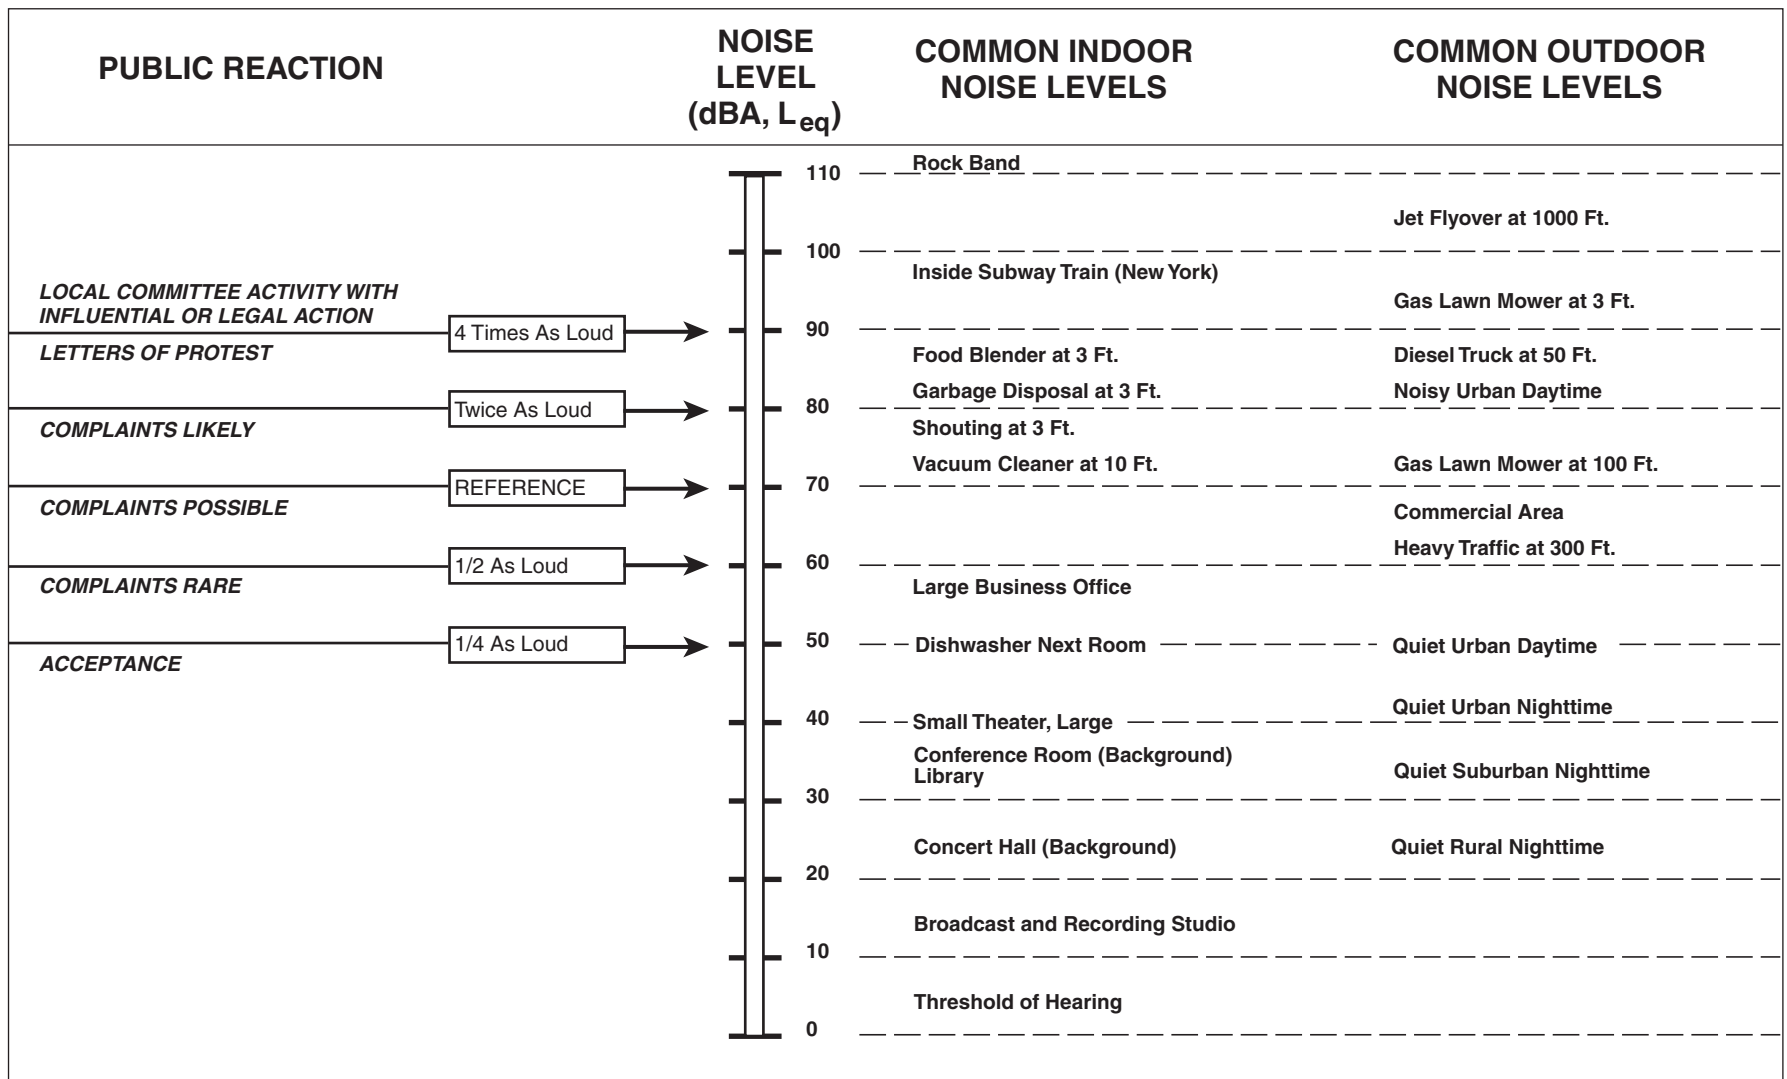 PUBLIC REACTION
NOISE
LEVEL
(dBA, Leq)
COMMON INDOOR
NOISE LEVELS
COMMON OUTDOOR
NOISE LEVELS
110
Rock Band
Jet Flyover at 1000 Ft.
100
Inside Subway Train (New York)
LOCAL COMMITTEE ACTIVITY WITH
INFLUENTIAL OR LEGAL ACTION
Gas Lawn Mower at 3 Ft.
4 Times As Loud
90
LETTERS OF PROTEST
Food Blender at 3 Ft.
Diesel Truck at 50 Ft.
Garbage Disposal at 3 Ft.
Noisy Urban Daytime
Twice As Loud
80
COMPLAINTS LIKELY
Shouting at 3 Ft.
Vacuum Cleaner at 10 Ft.
Gas Lawn Mower at 100 Ft.
REFERENCE
70
COMPLAINTS POSSIBLE
Commercial Area
Heavy Traffic at 300 Ft.
1/2 As Loud
60
COMPLAINTS RARE
Large Business Office
1/4 As Loud
50
Dishwasher Next Room
Quiet Urban Daytime
ACCEPTANCE
Quiet Urban Nighttime
40
Small Theater, Large
Conference Room (Background)
Library
Quiet Suburban Nighttime
30
Concert Hall (Background)
Quiet Rural Nighttime
20
Broadcast and Recording Studio
10
Threshold of Hearing
0